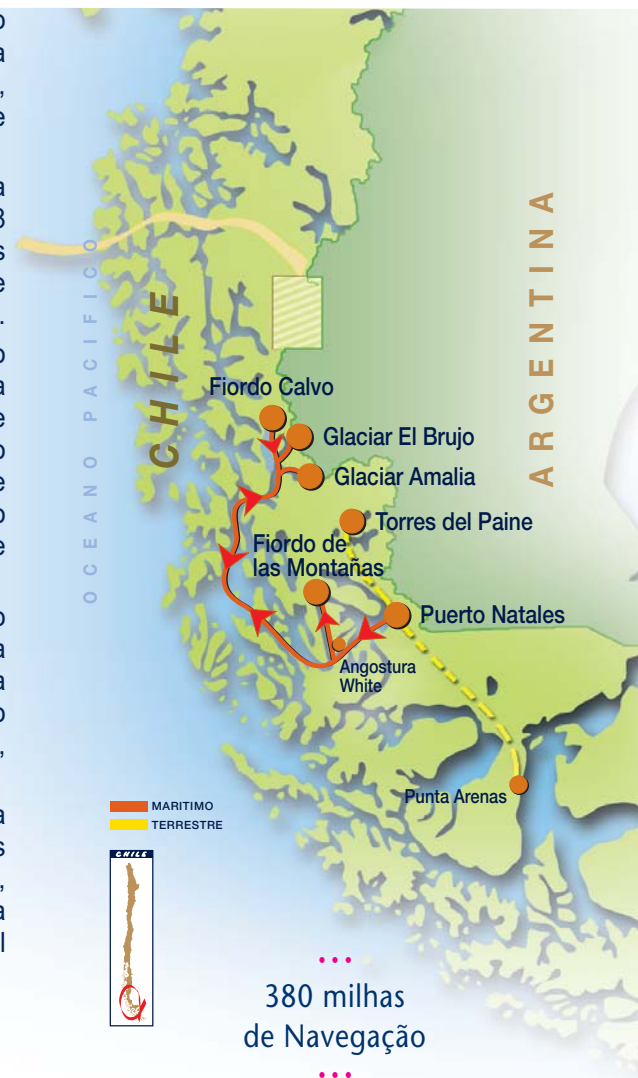 OCEANO PACIFICO
CHILE
ARGENTINA
Fiordo Calvo
Glaciar El Brujo
Glaciar Amalia
Torres del Paine
Fiordo de
las Montañas
Puerto Natales
Angostura
White
Punta Arenas
MARITIMO
TERRESTRE
CHILE
380 milhas
de Navegação